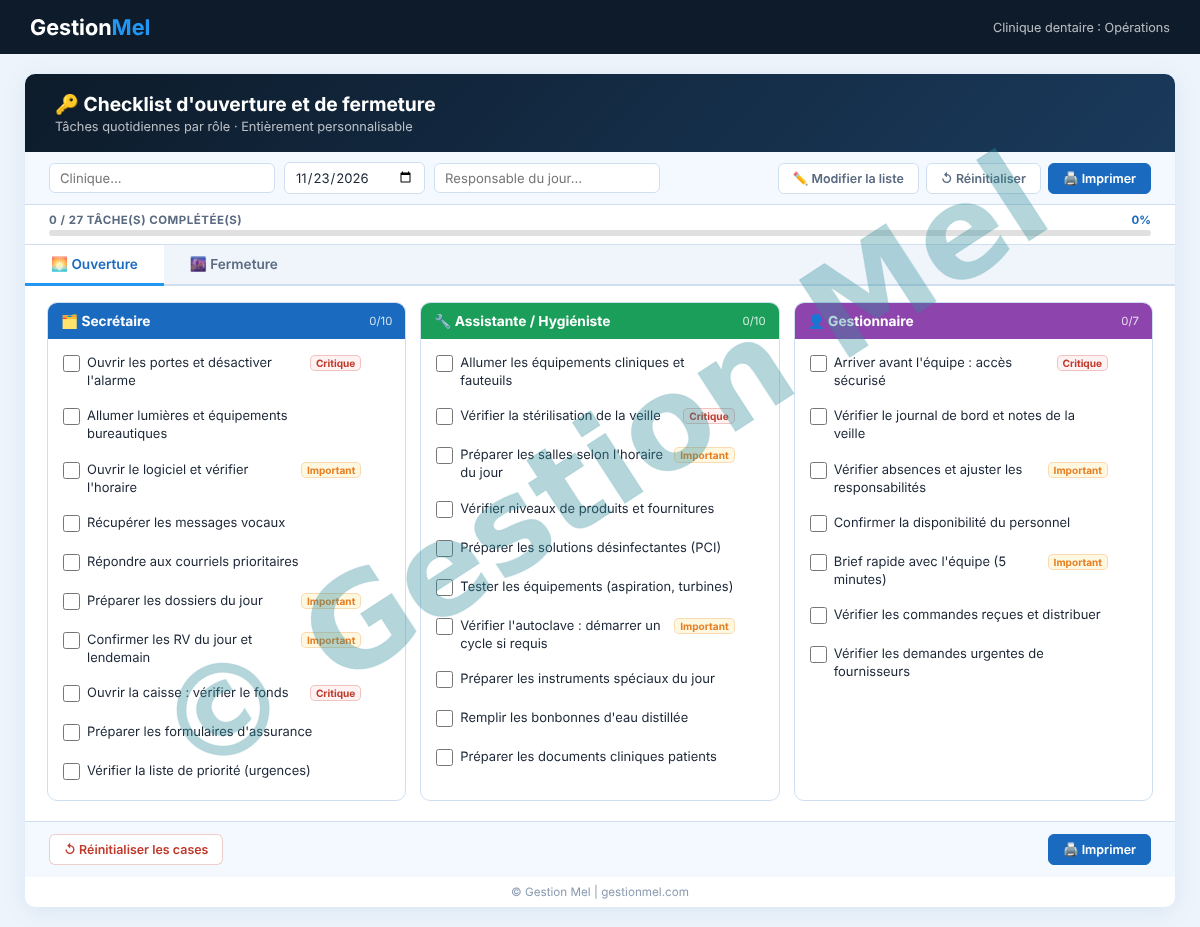 GestionMel
Clinique dentaire : Opérations
🔑 Checklist d'ouverture et de fermeture
Tâches quotidiennes par rôle · Entièrement personnalisable
Clinique...
11/23/2026
Responsable du jour...
✏️ Modifier la liste
↺ Réinitialiser
🖨️ Imprimer
0 / 27 TÂCHE(S) COMPLÉTÉE(S)
0%
🌅 Ouverture
🌆 Fermeture
🗂️ Secrétaire
0/10
Ouvrir les portes et désactiver
l'alarme
Critique
Allumer lumières et équipements
bureautiques
Ouvrir le logiciel et vérifier
l'horaire
Important
Récupérer les messages vocaux
Répondre aux courriels prioritaires
Préparer les dossiers du jour
Important
Confirmer les RV du jour et
lendemain
Important
Ouvrir la caisse : vérifier le fonds
Critique
Préparer les formulaires d'assurance
Vérifier la liste de priorité (urgences)
🔧 Assistante / Hygiéniste
0/10
Allumer les équipements cliniques et
fauteuils
Vérifier la stérilisation de la veille
Critique
Préparer les salles selon l'horaire
du jour
Important
Vérifier niveaux de produits et fournitures
Préparer les solutions désinfectantes (PCI)
Tester les équipements (aspiration, turbines)
Vérifier l'autoclave : démarrer un
cycle si requis
Important
Préparer les instruments spéciaux du jour
Remplir les bonbonnes d'eau distillée
Préparer les documents cliniques patients
👤 Gestionnaire
0/7
Arriver avant l'équipe : accès
sécurisé
Critique
Vérifier le journal de bord et notes de la
veille
Vérifier absences et ajuster les
responsabilités
Important
Confirmer la disponibilité du personnel
Brief rapide avec l'équipe (5
minutes)
Important
Vérifier les commandes reçues et distribuer
Vérifier les demandes urgentes de
fournisseurs
© Gestion Mel
↺ Réinitialiser les cases
🖨️ Imprimer
© Gestion Mel | gestionmel.com